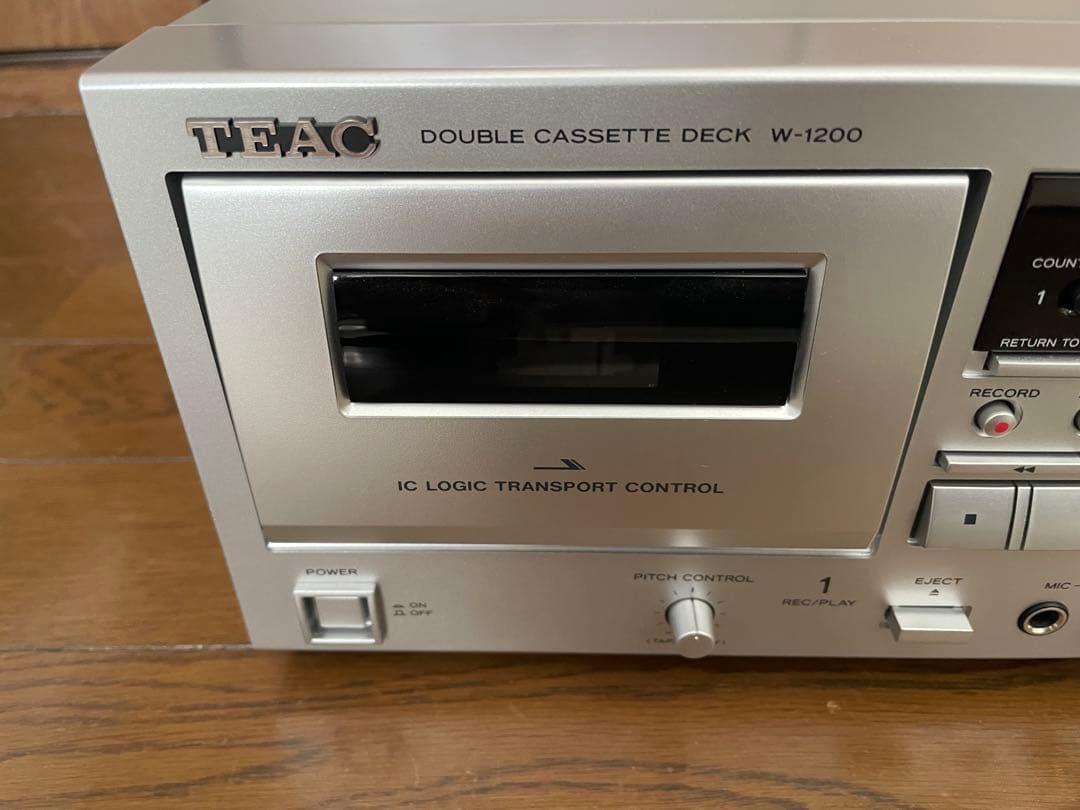 TEAC DOUBLE CASSETTE DECK W-1200
COUN
1
RETURN TO
RECORD
IC LOGIC TRANSPORT CONTROL
POWER
ON
OFF
PITCH CONTROL
1
REC/PLAY
EJECT
MIC